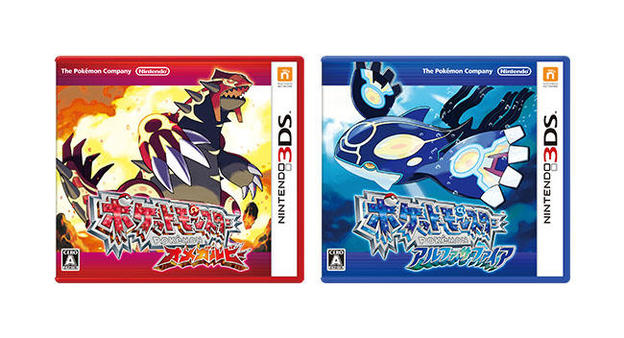 The Pokémon Company Nintendo
NINTENDO 3DS
ポケットモンスター
POKÉMON
オメガルビー
CERO
A
The Pokémon Company Nintendo
NINTENDO 3DS
ポケットモンスター
POKÉMON
アルファサファイア
CERO
A